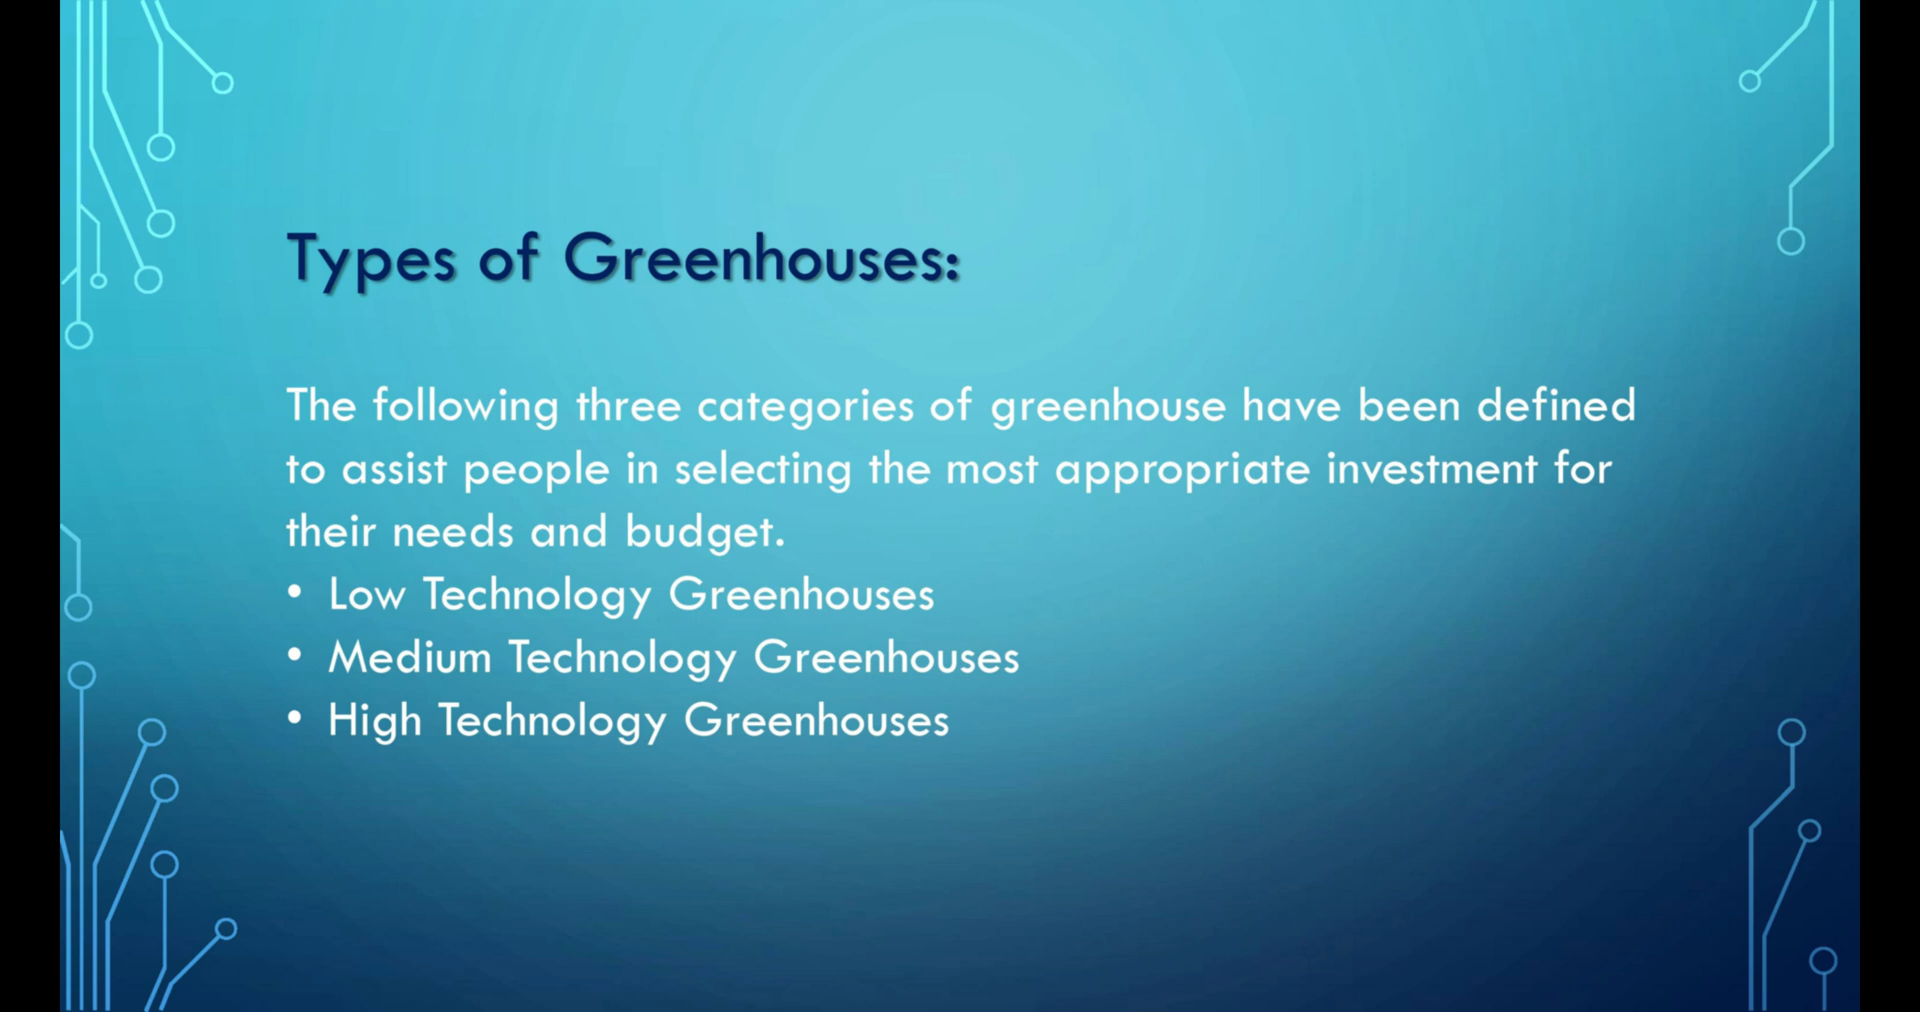 Types of Greenhouses:
The following three categories of greenhouse have been defined
to assist people in selecting the most appropriate investment for
their needs and budget.
• Low Technology Greenhouses
• Medium Technology Greenhouses
• High Technology Greenhouses